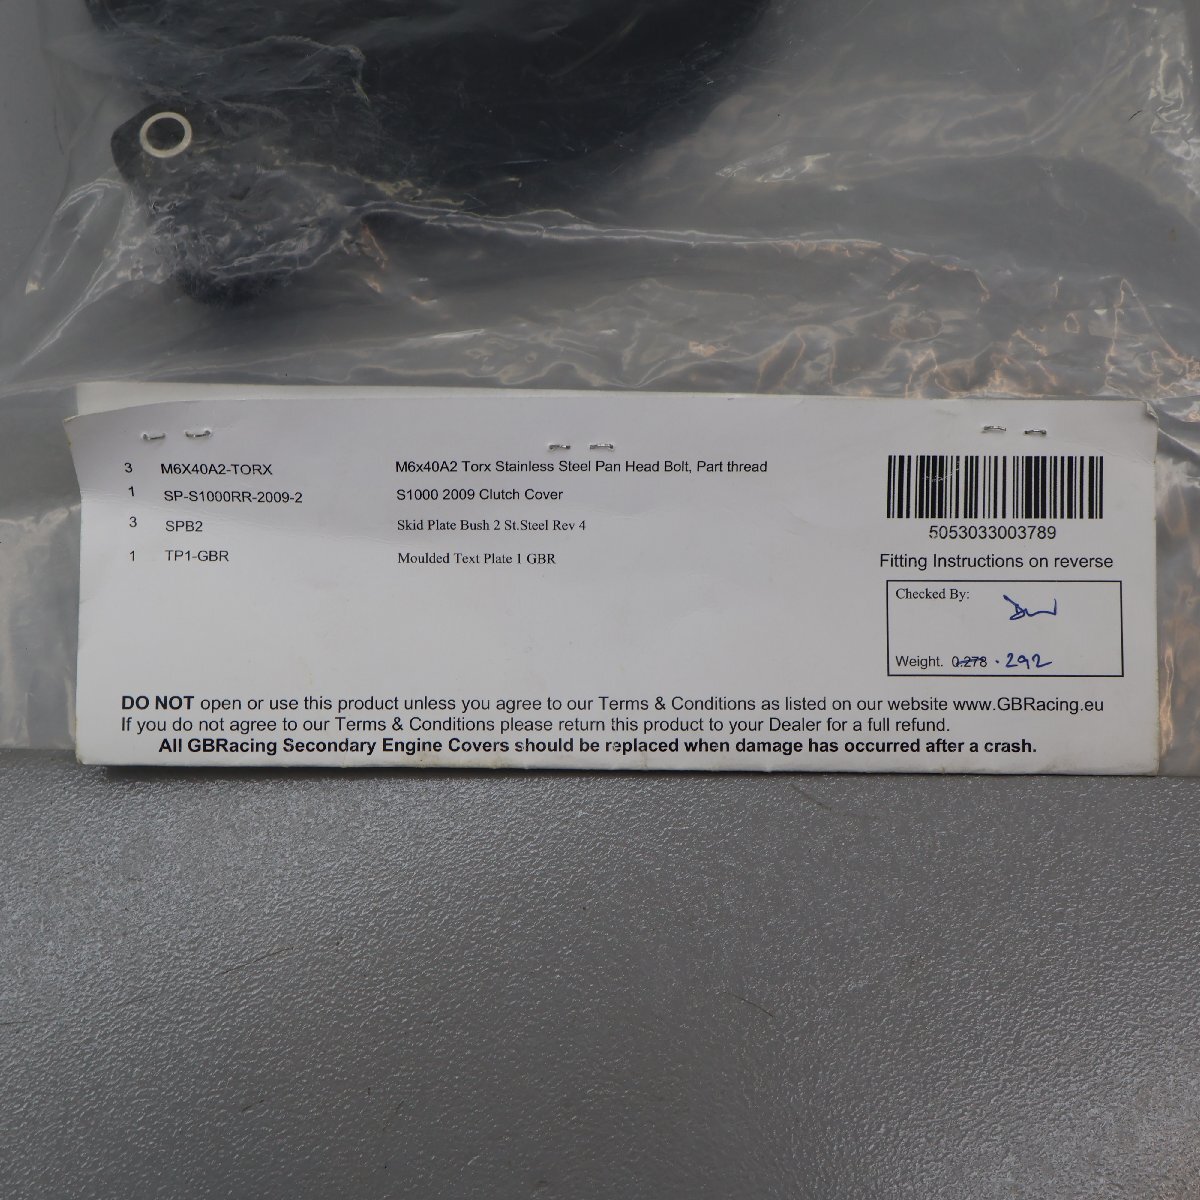 3 M6X40A2-TORX M6x40A2 Torx Stainless Steel Pan Head Bolt, Part thread
1 SP-S1000RR-2009-2 S1000 2009 Clutch Cover
3 SPB2 Skid Plate Bush 2 St.Steel Rev 4
1 TP1-GBR Moulded Text Plate 1 GBR
5053033003789
Fitting Instructions on reverse
Checked By:
Weight. 0.278 .292
DO NOT open or use this product unless you agree to our Terms & Conditions as listed on our website www.GBRacing.eu
If you do not agree to our Terms & Conditions please return this product to your Dealer for a full refund.
All GBRacing Secondary Engine Covers should be replaced when damage has occurred after a crash.